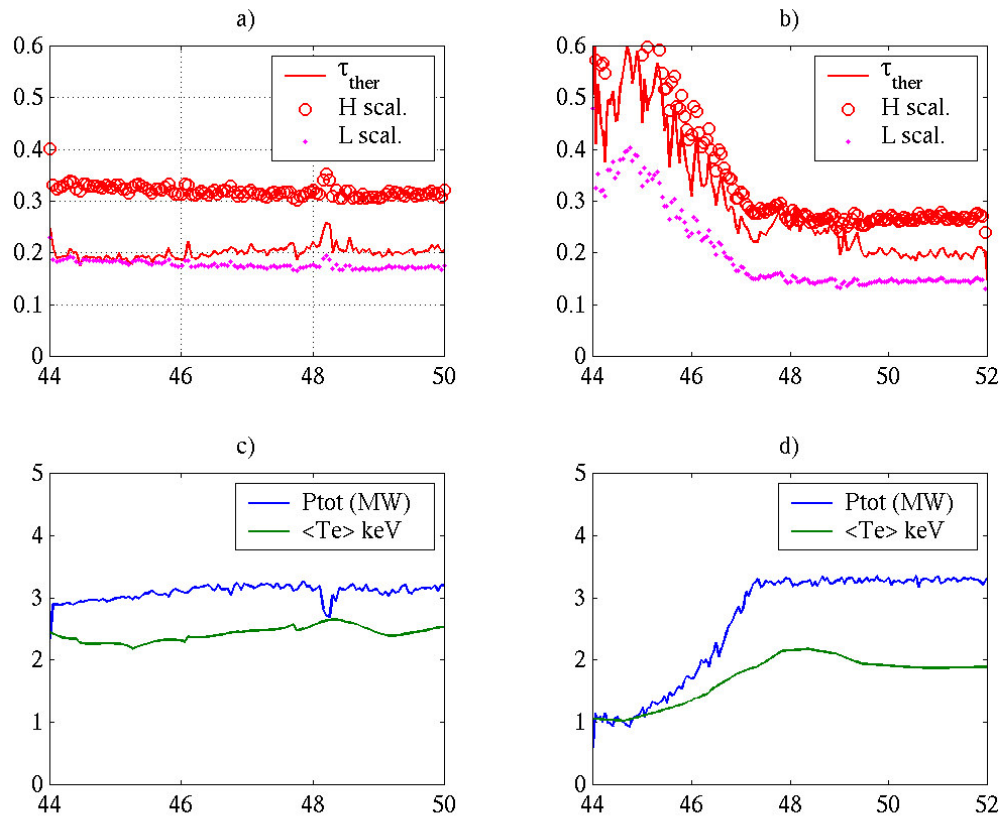 a)
0.6
0.5
0.4
0.3
0.2
0.1
0
τther
H scal.
L scal.
44 46 48 50
b)
0.6
0.5
0.4
0.3
0.2
0.1
0
τther
H scal.
L scal.
44 46 48 50 52
c)
5
4
3
2
1
0
Ptot (MW)
<Te> keV
44 46 48 50
d)
5
4
3
2
1
0
Ptot (MW)
<Te> keV
44 46 48 50 52